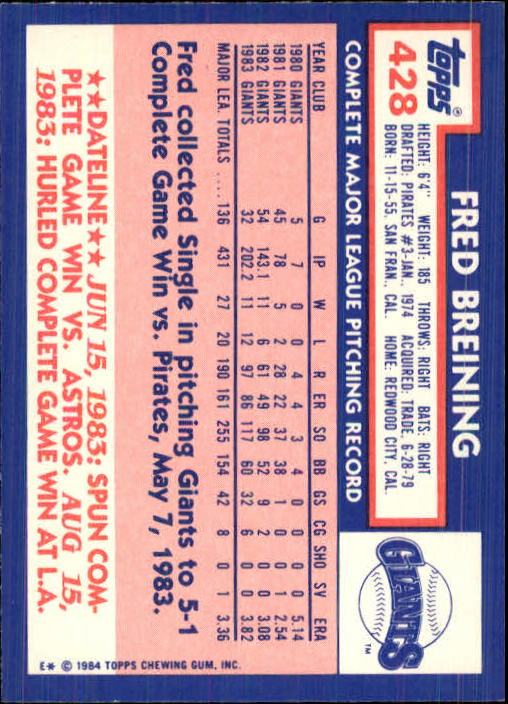 topps®
428
FRED BREINING
HEIGHT: 6'4" WEIGHT: 185 THROWS: RIGHT BATS: RIGHT
DRAFTED: PIRATES #3-JAN., 1974 ACQUIRED: TRADE, 6-28-79
BORN: 11-15-55, SAN FRAN., CAL. HOME: REDWOOD CITY, CAL.
GIANTS
TM
COMPLETE MAJOR LEAGUE PITCHING RECORD
YEAR CLUB G IP W L R ER SO BB GS CG SHO SV ERA
1980 GIANTS 5 7 0 0 4 4 3 4 0 0 0 0 5.14
1981 GIANTS 45 78 5 2 28 22 37 38 1 0 0 1 2.54
1982 GIANTS 54 143.1 11 6 61 49 98 52 9 2 0 0 3.08
1983 GIANTS 32 202.2 11 12 97 86 117 60 32 6 0 0 3.82
MAJOR LEA. TOTALS .... 136 431 27 20 190 161 255 154 42 8 0 1 3.36
Fred collected Single in pitching Giants to 5-1
Complete Game Win vs. Pirates, May 7, 1983.
★★DATELINE★★ JUN 15, 1983: SPUN COM-
PLETE GAME WIN VS. ASTROS. AUG 15,
1983: HURLED COMPLETE GAME WIN AT L.A.
E* © 1984 TOPPS CHEWING GUM, INC.